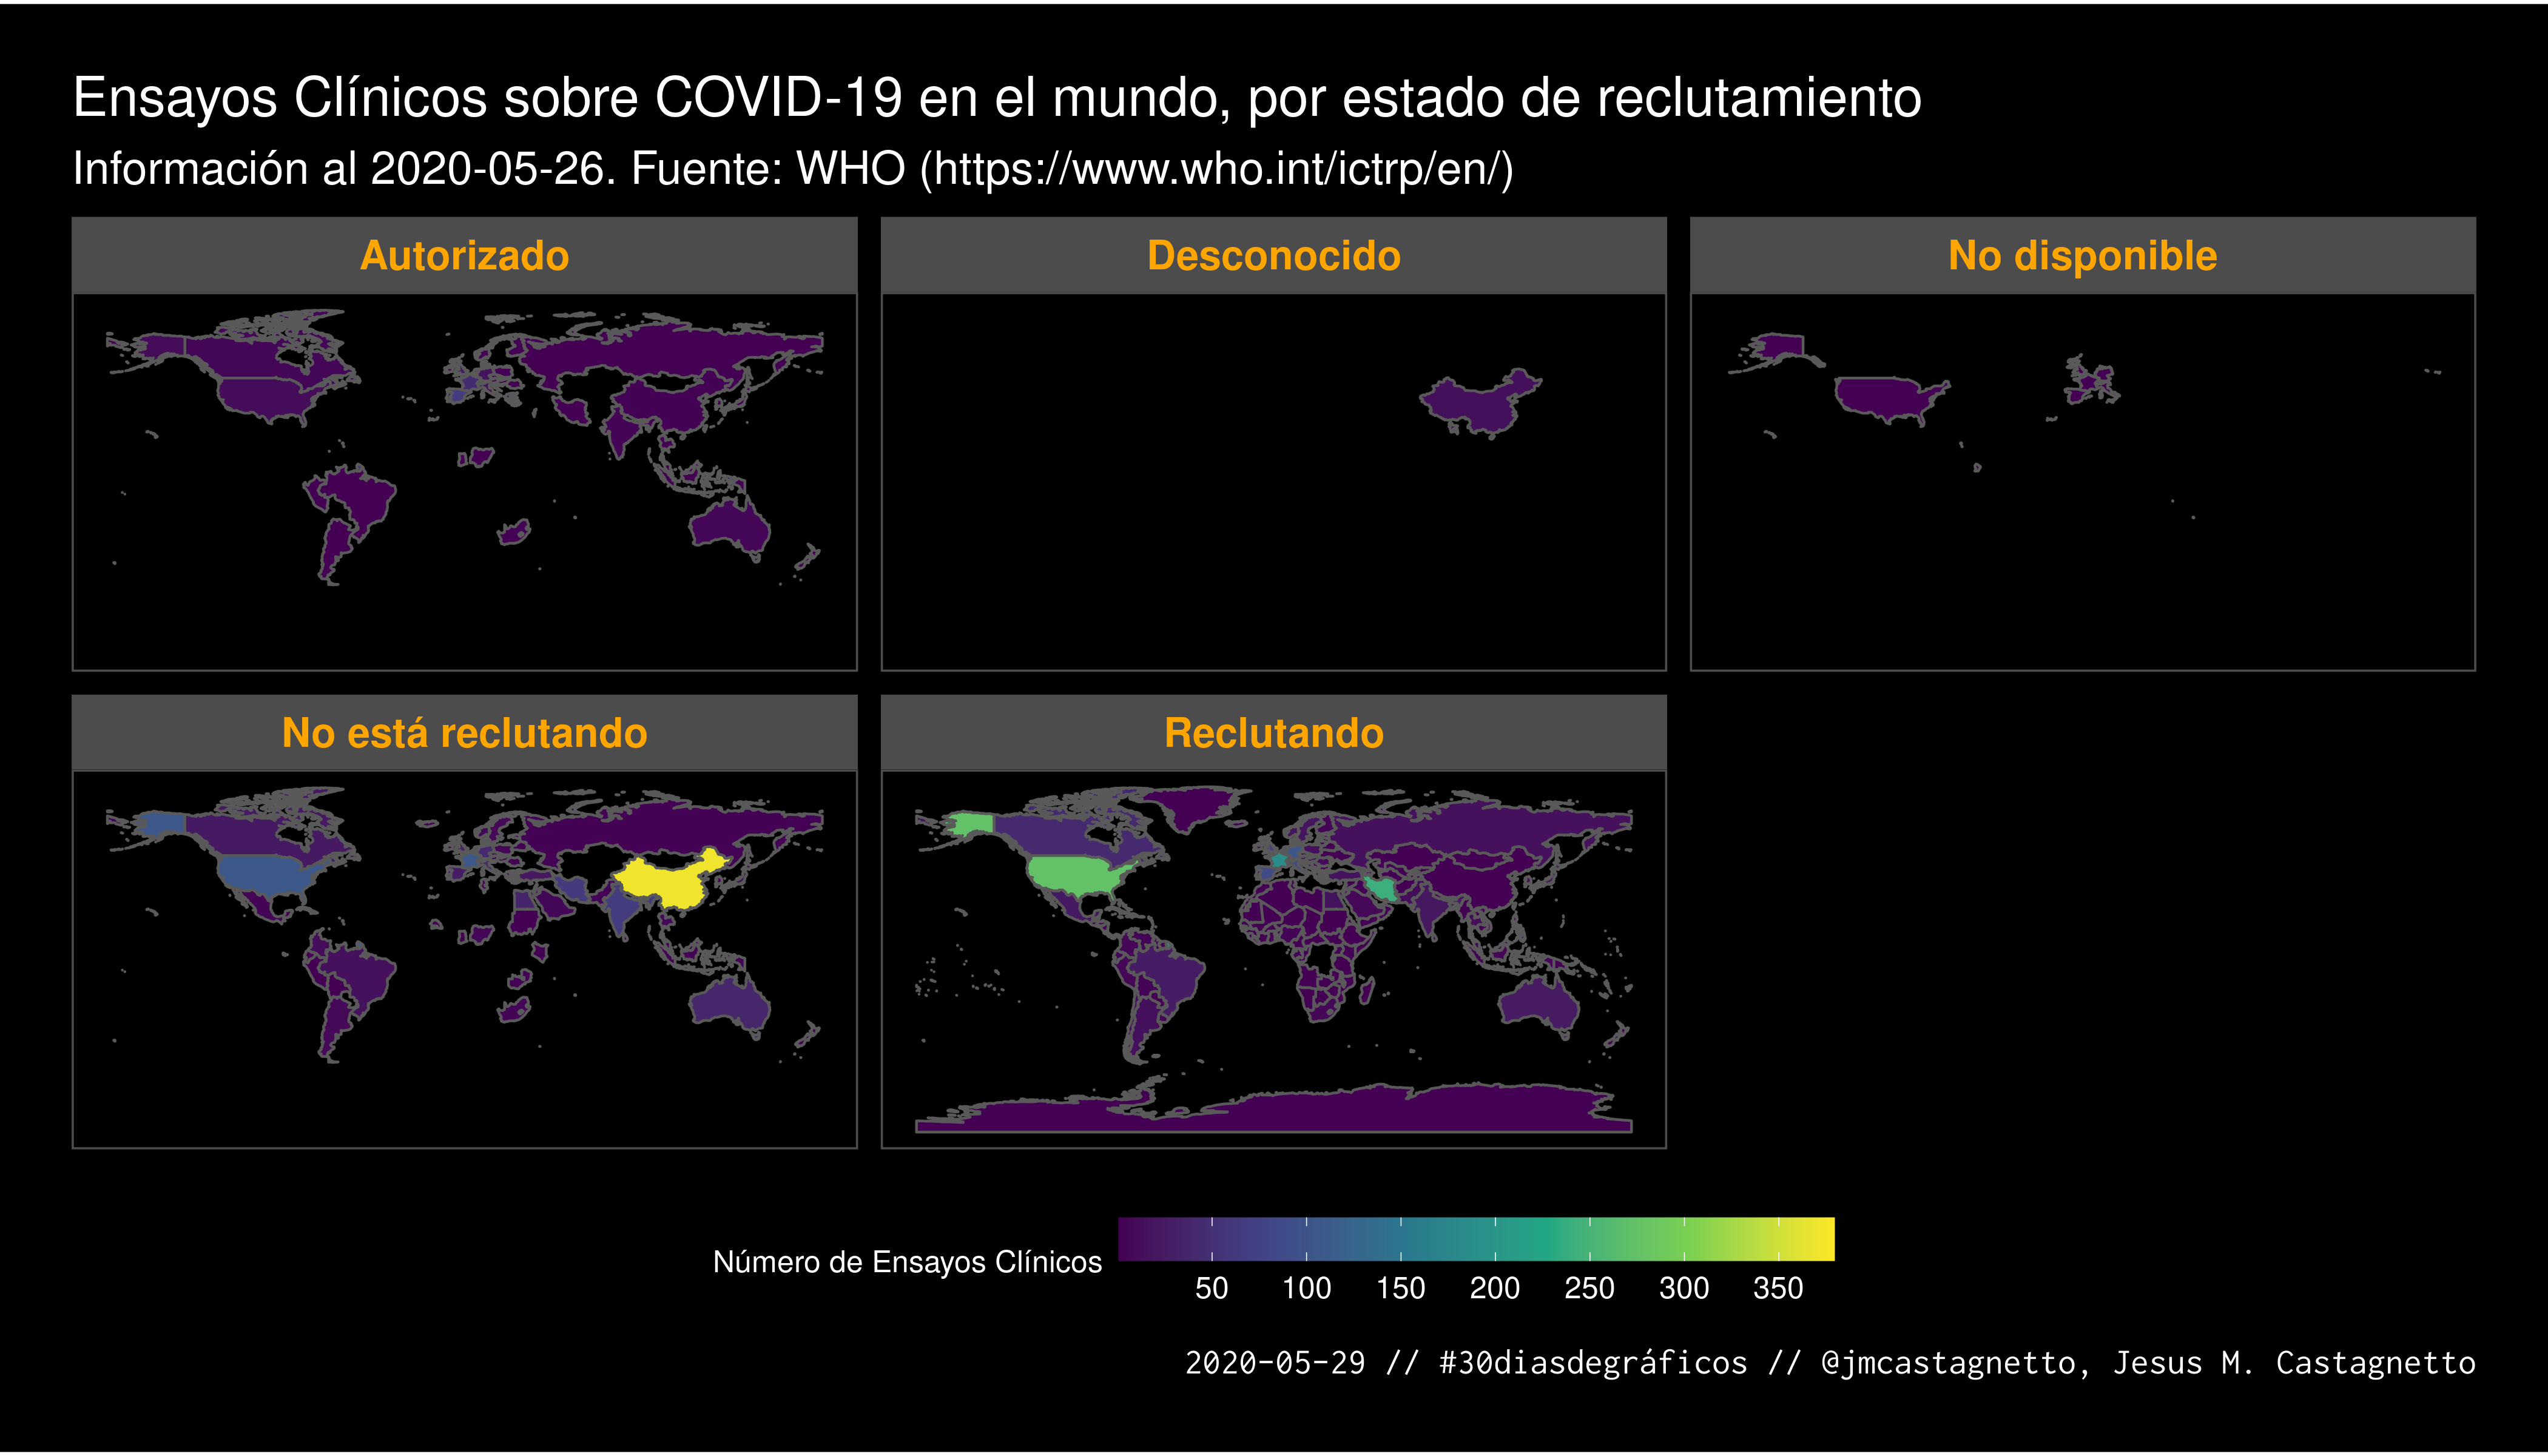 Ensayos Clínicos sobre COVID-19 en el mundo, por estado de reclutamiento
Información al 2020-05-26. Fuente: WHO (https://www.who.int/ictrp/en/)
Autorizado
Desconocido
No disponible
No está reclutando
Reclutando
Número de Ensayos Clínicos
50 100 150 200 250 300 350
2020-05-29 // #30diasdegráficos // @jmcastagnetto, Jesus M. Castagnetto